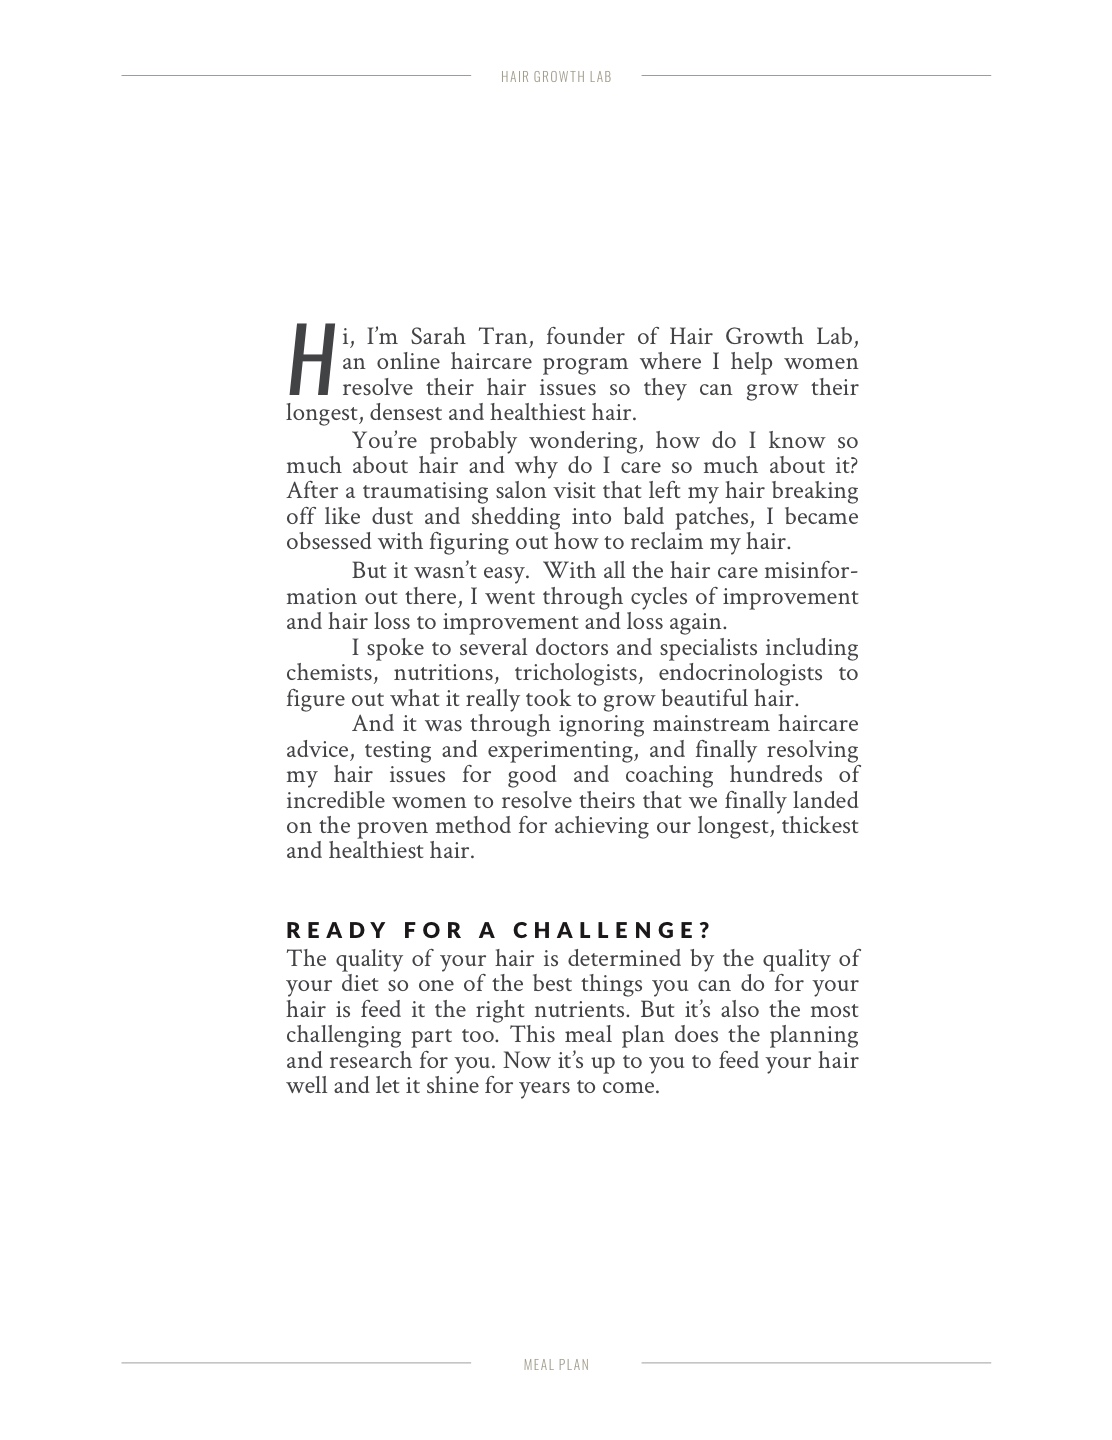 HAIR GROWTH LAB
Hi, I’m Sarah Tran, founder of Hair Growth Lab,
an online haircare program where I help women
resolve their hair issues so they can grow their
longest, densest and healthiest hair.
You’re probably wondering, how do I know so
much about hair and why do I care so much about it?
After a traumatising salon visit that left my hair breaking
off like dust and shedding into bald patches, I became
obsessed with figuring out how to reclaim my hair.
But it wasn’t easy.  With all the hair care misinfor-
mation out there, I went through cycles of improvement
and hair loss to improvement and loss again.
I spoke to several doctors and specialists including
chemists, nutritions, trichologists, endocrinologists to
figure out what it really took to grow beautiful hair.
And it was through ignoring mainstream haircare
advice, testing and experimenting, and finally resolving
my hair issues for good and coaching hundreds of
incredible women to resolve theirs that we finally landed
on the proven method for achieving our longest, thickest
and healthiest hair.
READY FOR A CHALLENGE?
The quality of your hair is determined by the quality of
your diet so one of the best things you can do for your
hair is feed it the right nutrients. But it’s also the most
challenging part too. This meal plan does the planning
and research for you. Now it’s up to you to feed your hair
well and let it shine for years to come.
MEAL PLAN